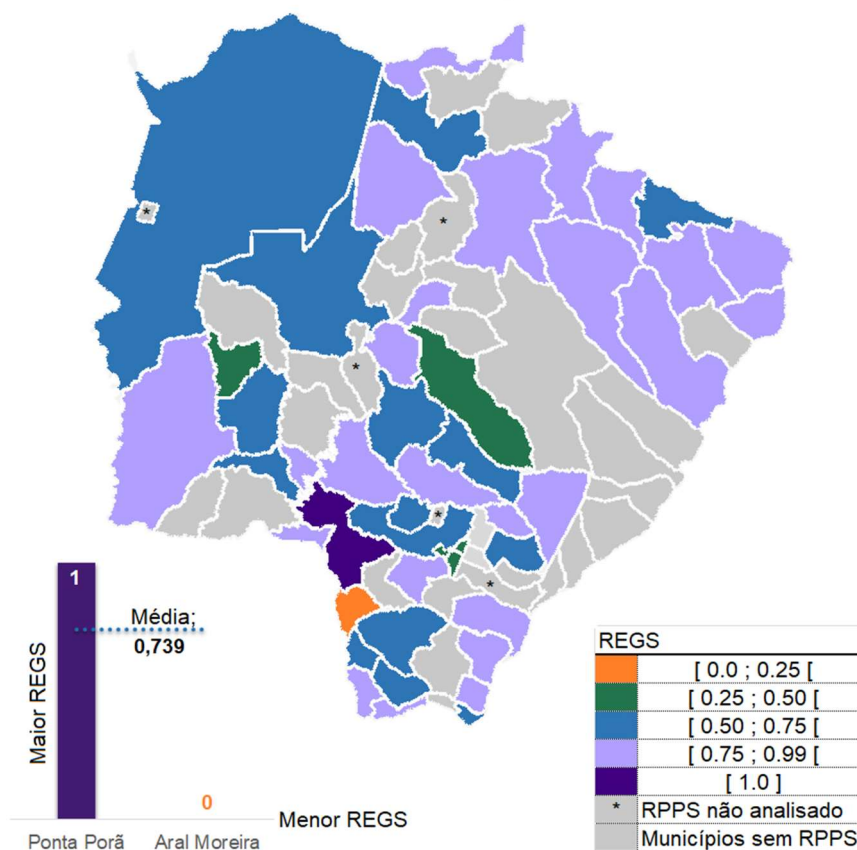 *
*
*
*
*
1
Média;
0,739
Maior REGS
0
Menor REGS
Ponta Porã
Aral Moreira
REGS
[ 0.0 ; 0.25 [
[ 0.25 ; 0.50 [
[ 0.50 ; 0.75 [
[ 0.75 ; 0.99 [
[ 1.0 ]
* RPPS não analisado
Municípios sem RPPS